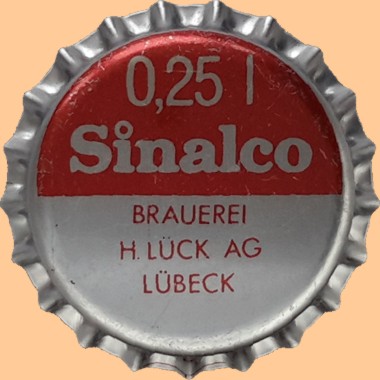 0,25 l
Sinalco
BRAUEREI
H. LÜCK AG
LÜBECK